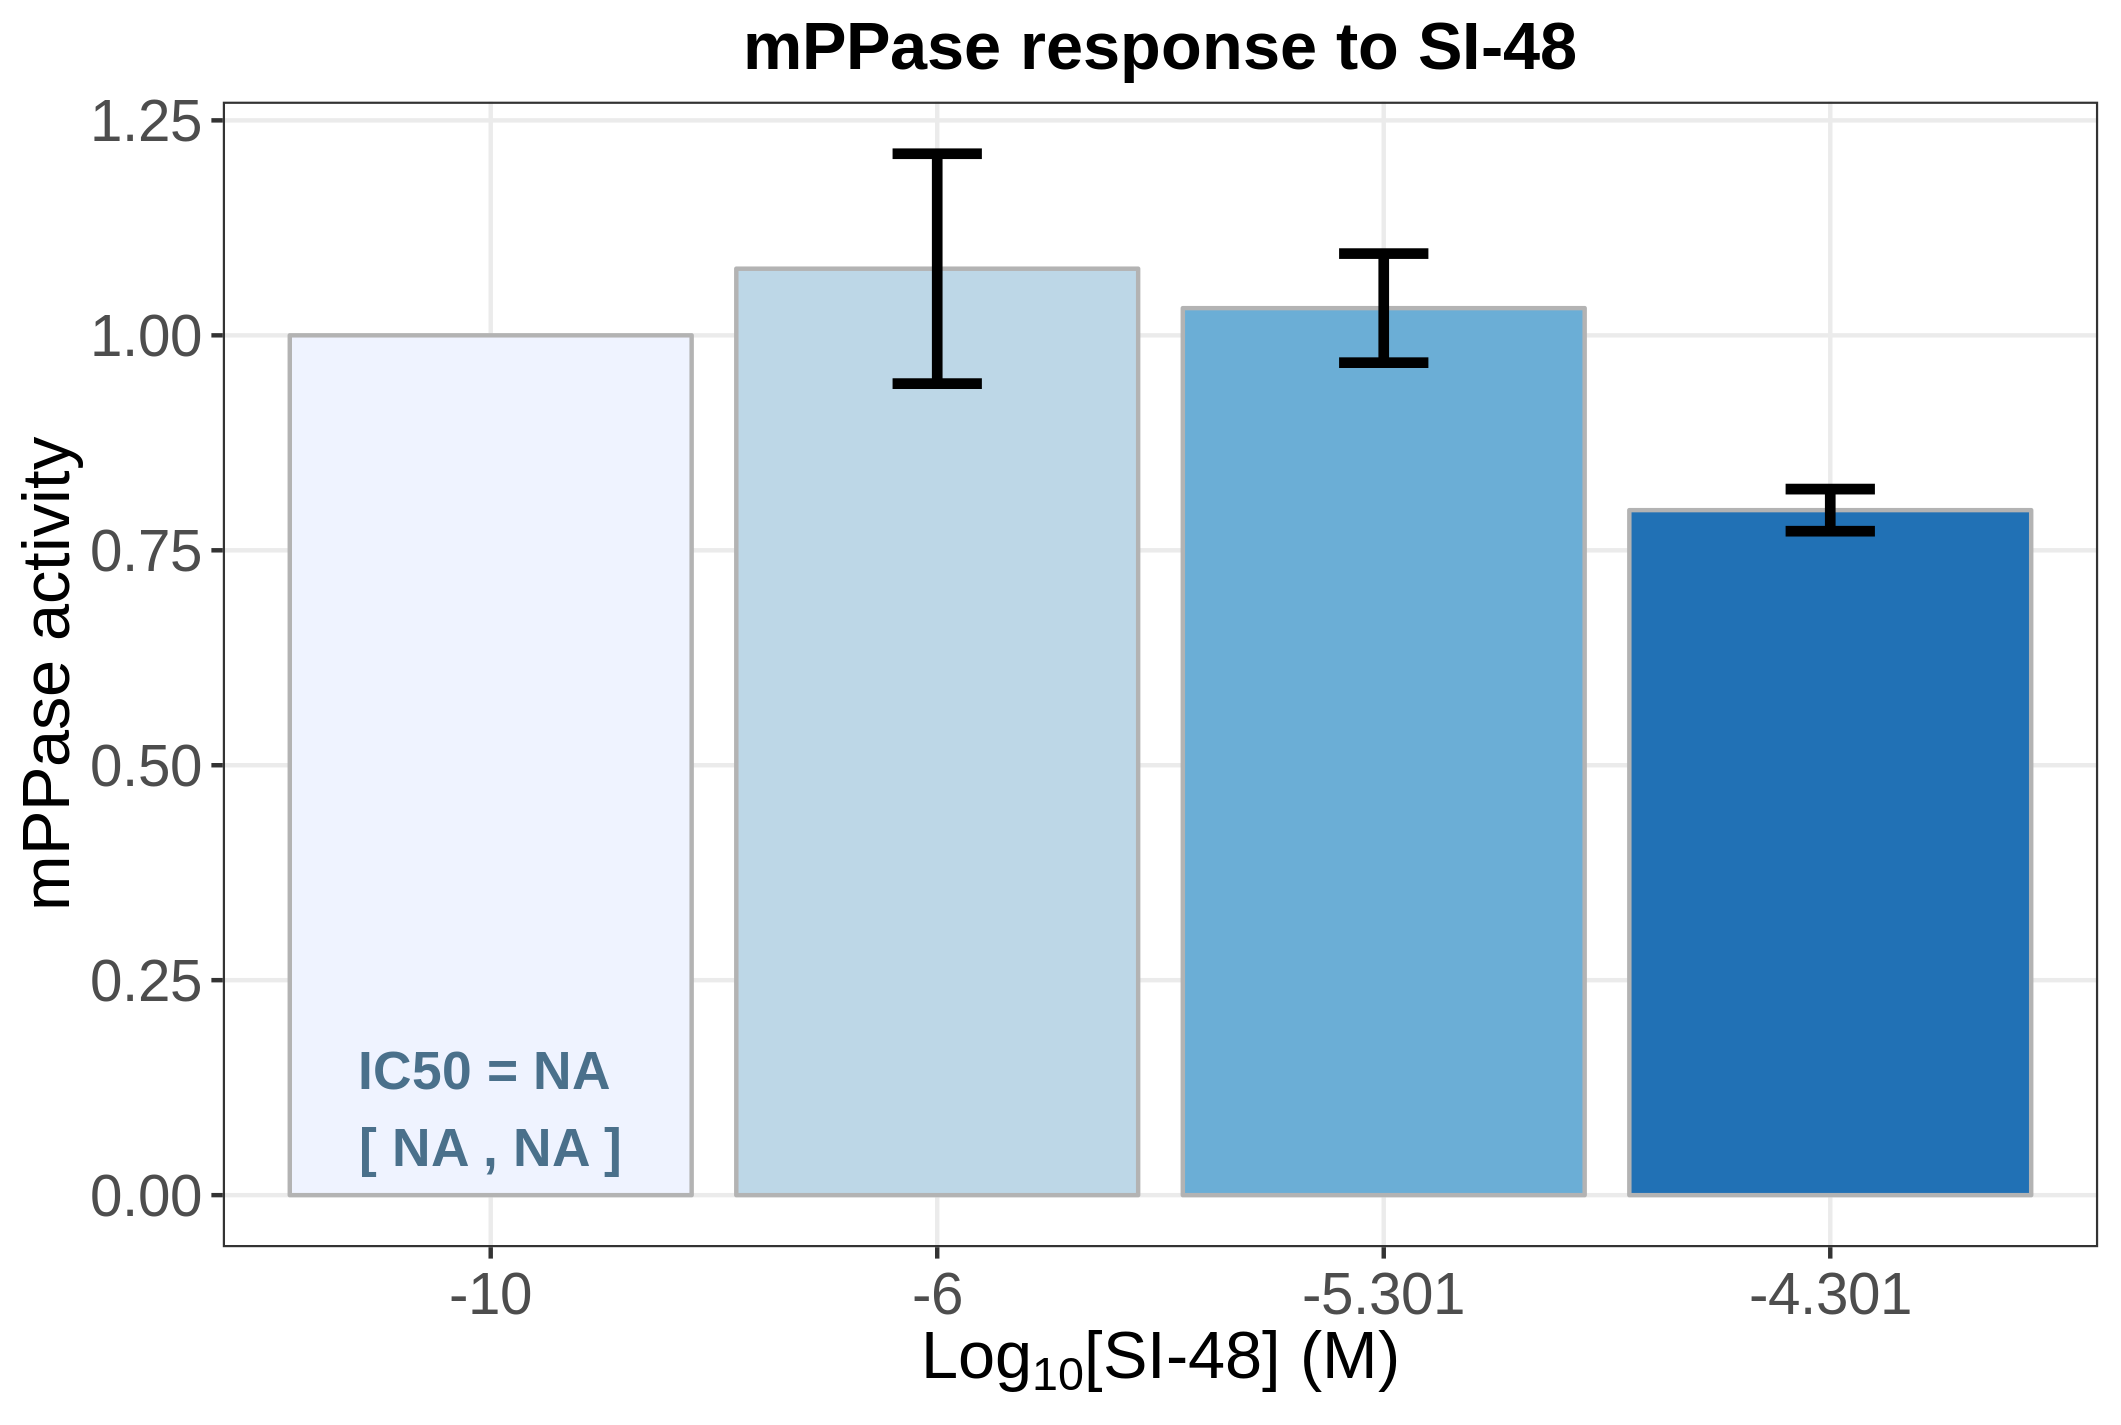 mPPase response to SI-48
mPPase activity
1.25
1.00
0.75
0.50
0.25
0.00
IC50 = NA
[ NA , NA ]
-10 -6 -5.301 -4.301
Log₁₀[SI-48] (M)